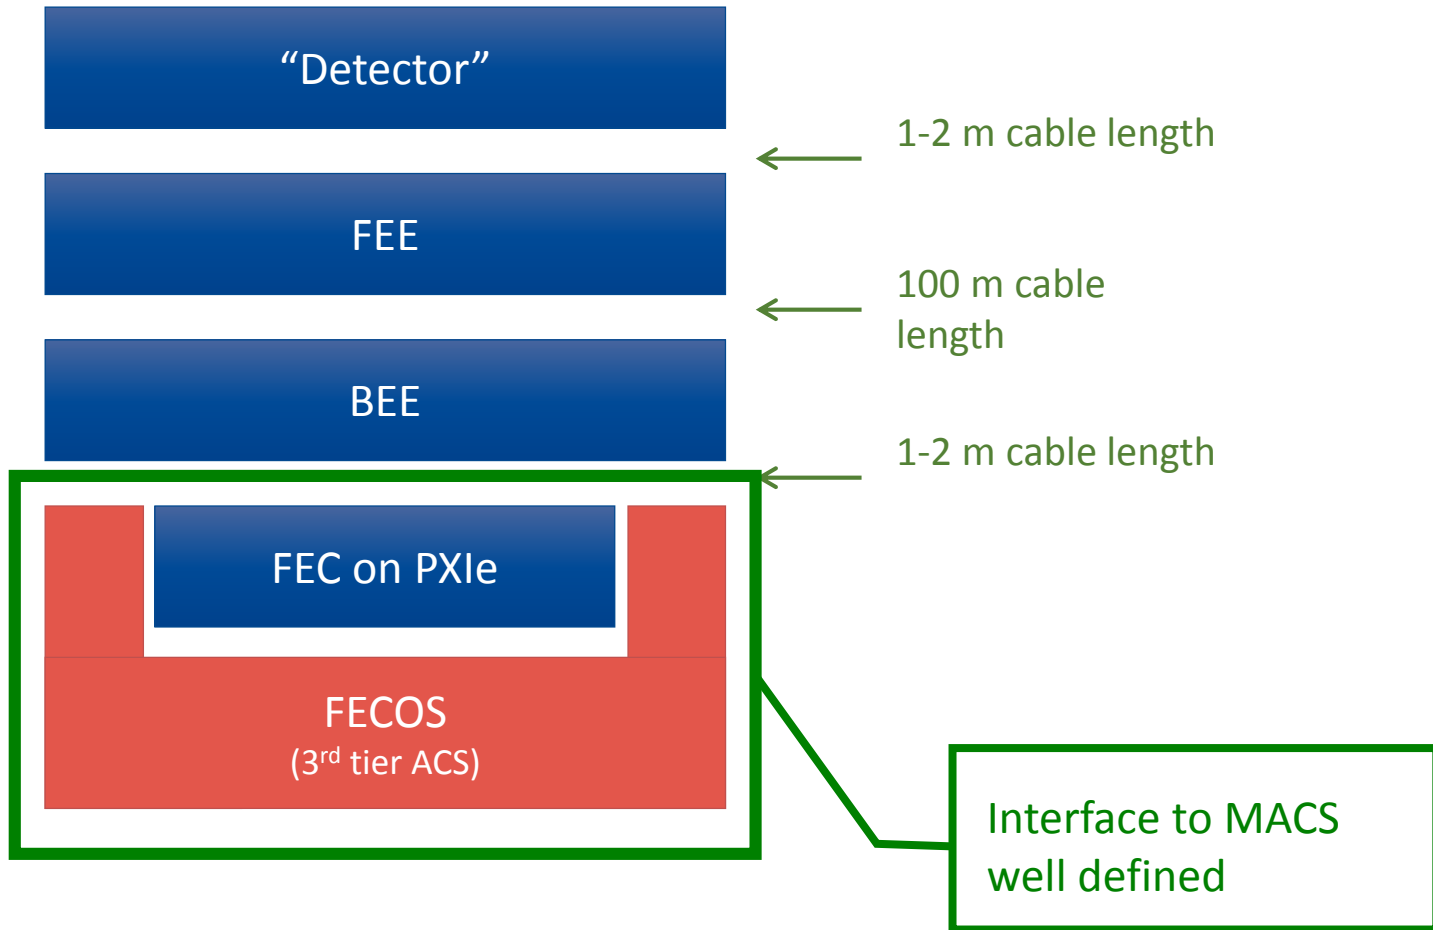 “Detector”
1-2 m cable length
FEE
100 m cable
length
BEE
1-2 m cable length
FEC on PXIe
FECOS
(3rd tier ACS)
Interface to MACS
well defined